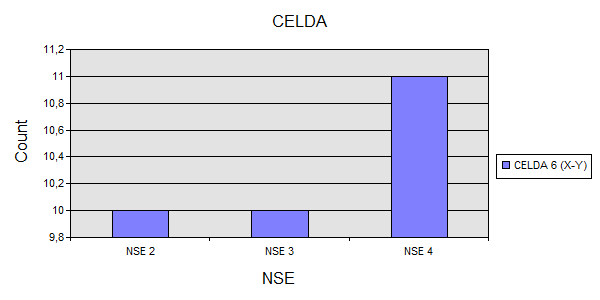 CELDA
11,2
11
10,8
10,6
10,4
10,2
10
9,8
Count
NSE 2
NSE 3
NSE 4
NSE
CELDA 6 (X-Y)